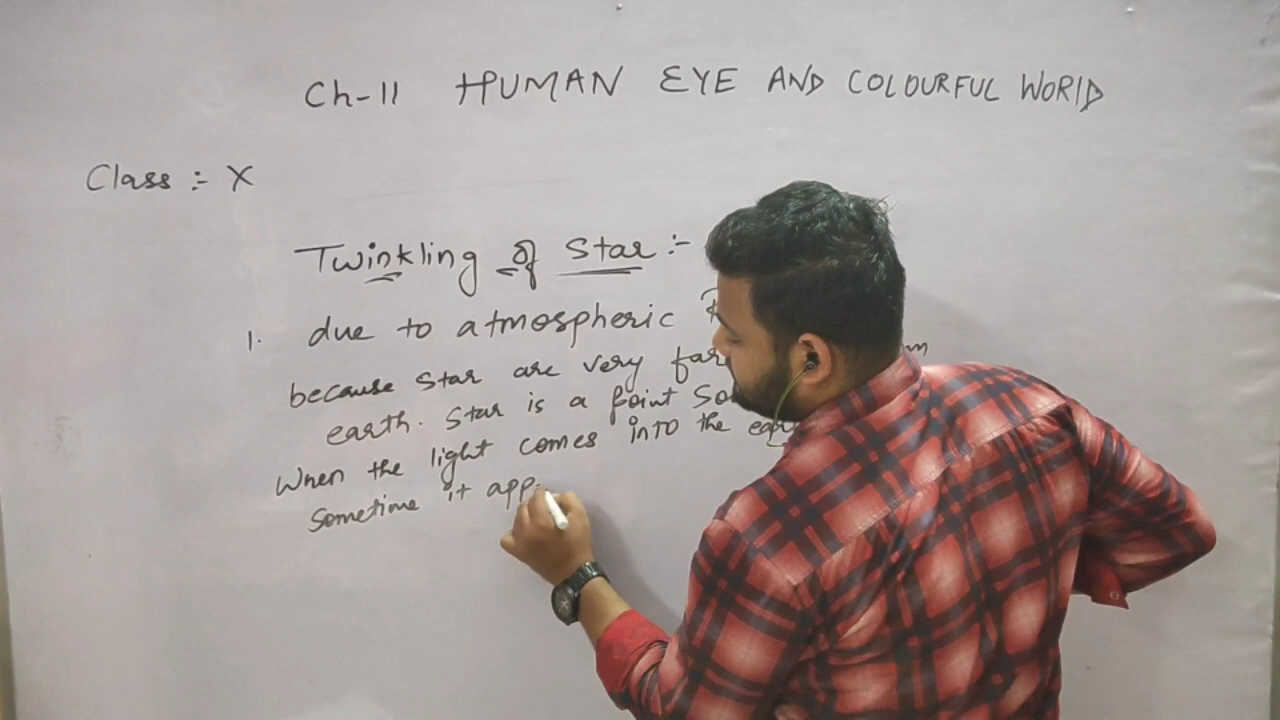 Ch-11 HUMAN EYE AND COLOURFUL WORLD
Class :- X
Twinkling of Star :-
1. due to atmospheric
because Star are very far
earth. Star is a point
When the light comes into the
Sometime it